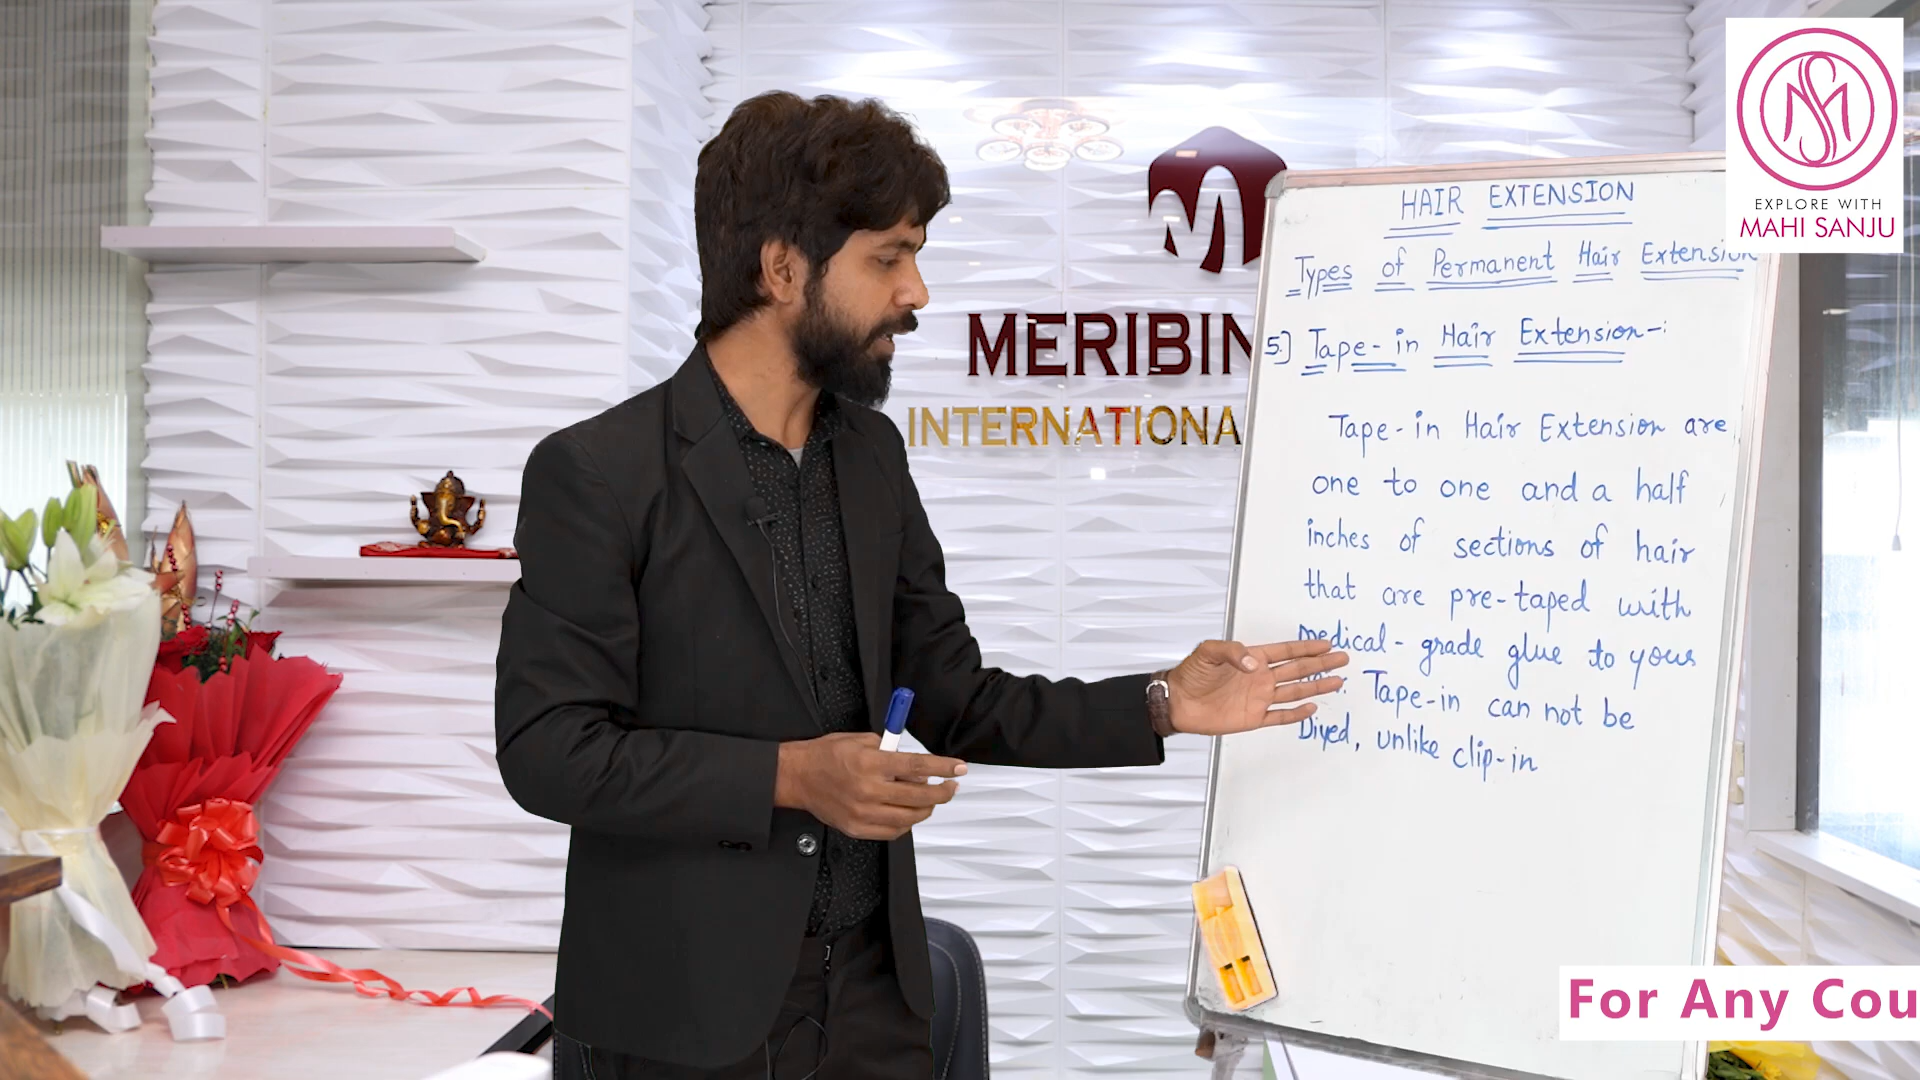 MS
EXPLORE WITH
MAHI SANJU
MERIBIN
INTERNATIONA
HAIR EXTENSION
Types of Permanent Hair Extension
5.] Tape-in Hair Extension-:
Tape-in Hair Extension are
one to one and a half
inches of sections of hair
that are pre-taped with
medical-grade glue to your
Tape-in can not be
Diyed, unlike clip-in
For Any Cou